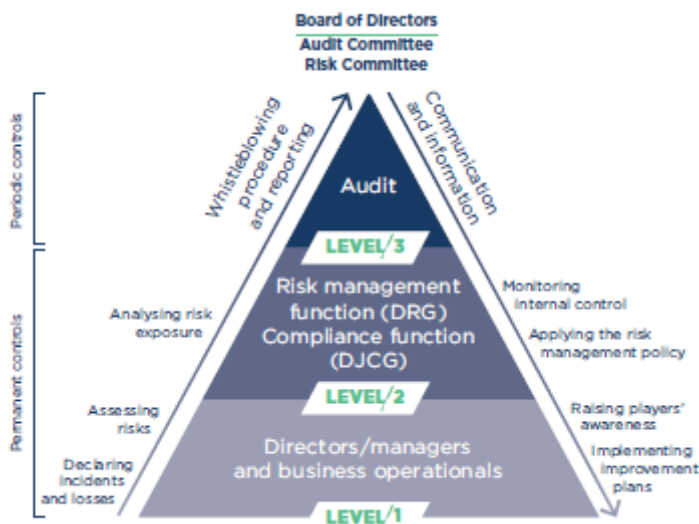 Board of Directors
Audit Committee
Risk Committee
Periodic controls
Whistleblowing
procedure
and reporting
Communication
and information
Audit
LEVEL/3
Permanent controls
Analysing risk
exposure
Risk management
function (DRG)
Compliance function
(DJCG)
Monitoring
internal control
Applying the risk
management policy
LEVEL/2
Assessing
risks
Raising players'
awareness
Directors/managers
and business operationals
Declaring
incidents
and losses
Implementing
improvement
plans
LEVEL/1